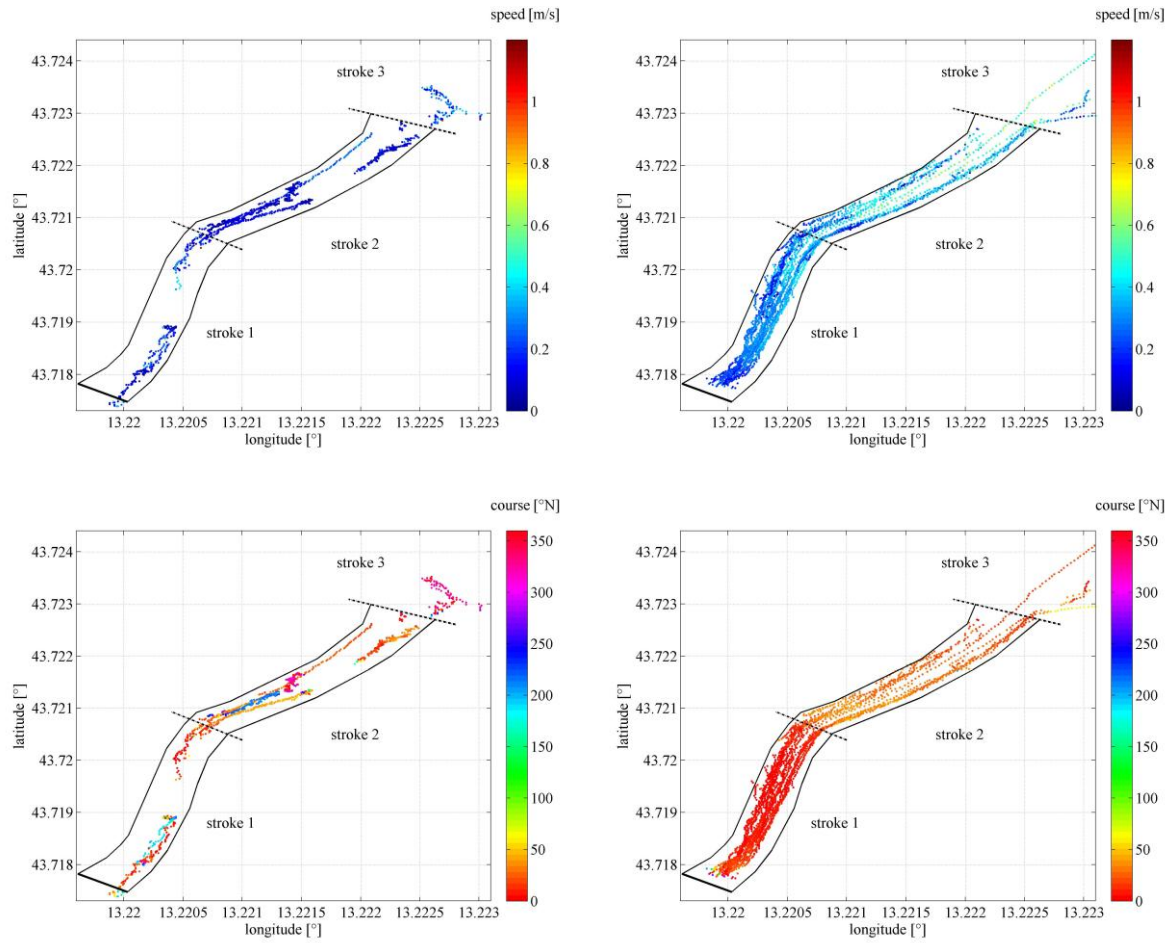 speed [m/s]
43.724
43.723
43.722
43.721
43.72
43.719
43.718
latitude [°]
stroke 3
stroke 2
stroke 1
1
0.8
0.6
0.4
0.2
0
13.22 13.2205 13.221 13.2215 13.222 13.2225 13.223
longitude [°]
speed [m/s]
43.724
43.723
43.722
43.721
43.72
43.719
43.718
latitude [°]
stroke 3
stroke 2
stroke 1
1
0.8
0.6
0.4
0.2
0
13.22 13.2205 13.221 13.2215 13.222 13.2225 13.223
longitude [°]
course [°N]
43.724
43.723
43.722
43.721
43.72
43.719
43.718
latitude [°]
stroke 3
stroke 2
stroke 1
350
300
250
200
150
100
50
0
13.22 13.2205 13.221 13.2215 13.222 13.2225 13.223
longitude [°]
course [°N]
43.724
43.723
43.722
43.721
43.72
43.719
43.718
latitude [°]
stroke 3
stroke 2
stroke 1
350
300
250
200
150
100
50
0
13.22 13.2205 13.221 13.2215 13.222 13.2225 13.223
longitude [°]